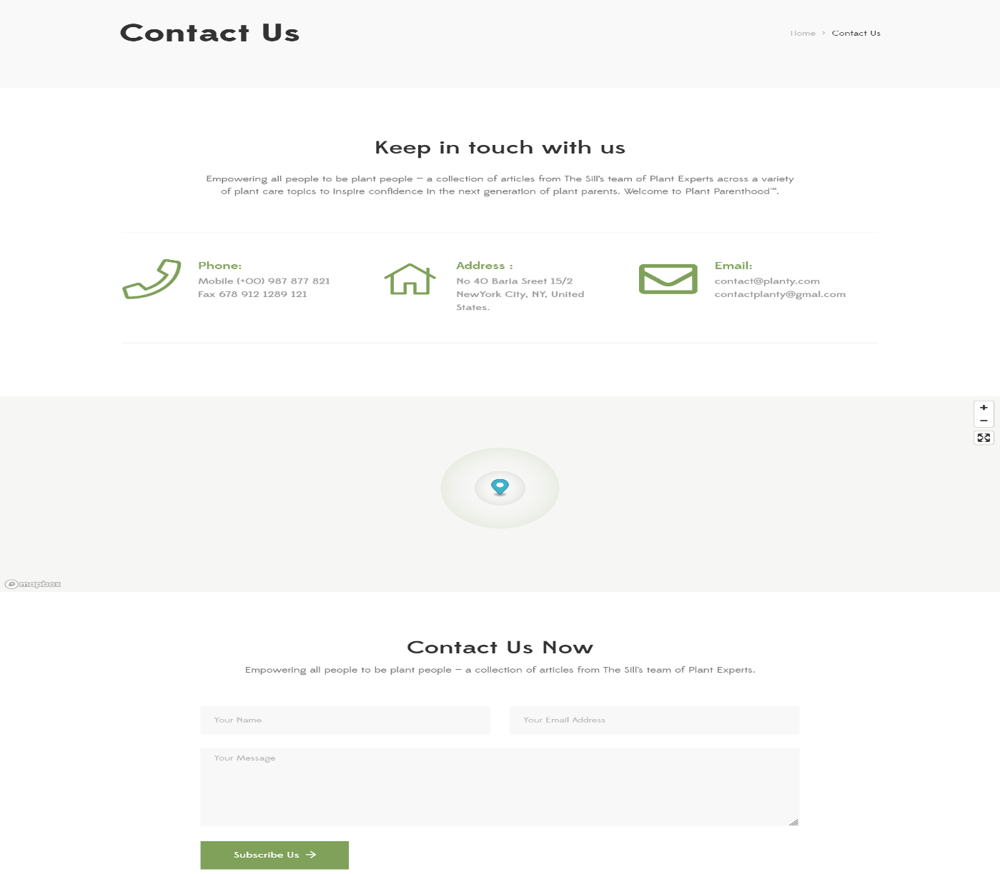 Contact Us
Home > Contact Us
Keep in touch with us
Empowering all people to be plant people – a collection of articles from The Sill’s team of Plant Experts across a variety
of plant care topics to inspire confidence in the next generation of plant parents. Welcome to Plant Parenthood™.
Phone:
Mobile (+00) 987 877 821
Fax 678 912 1289 121
Address :
No 40 Baria Sreet 15/2
NewYork City, NY, United
States.
Email:
contact@planty.com
contactplanty@gmal.com
mapbox
Contact Us Now
Empowering all people to be plant people – a collection of articles from The Sill’s team of Plant Experts.
Your Name
Your Email Address
Your Message
Subscribe Us →